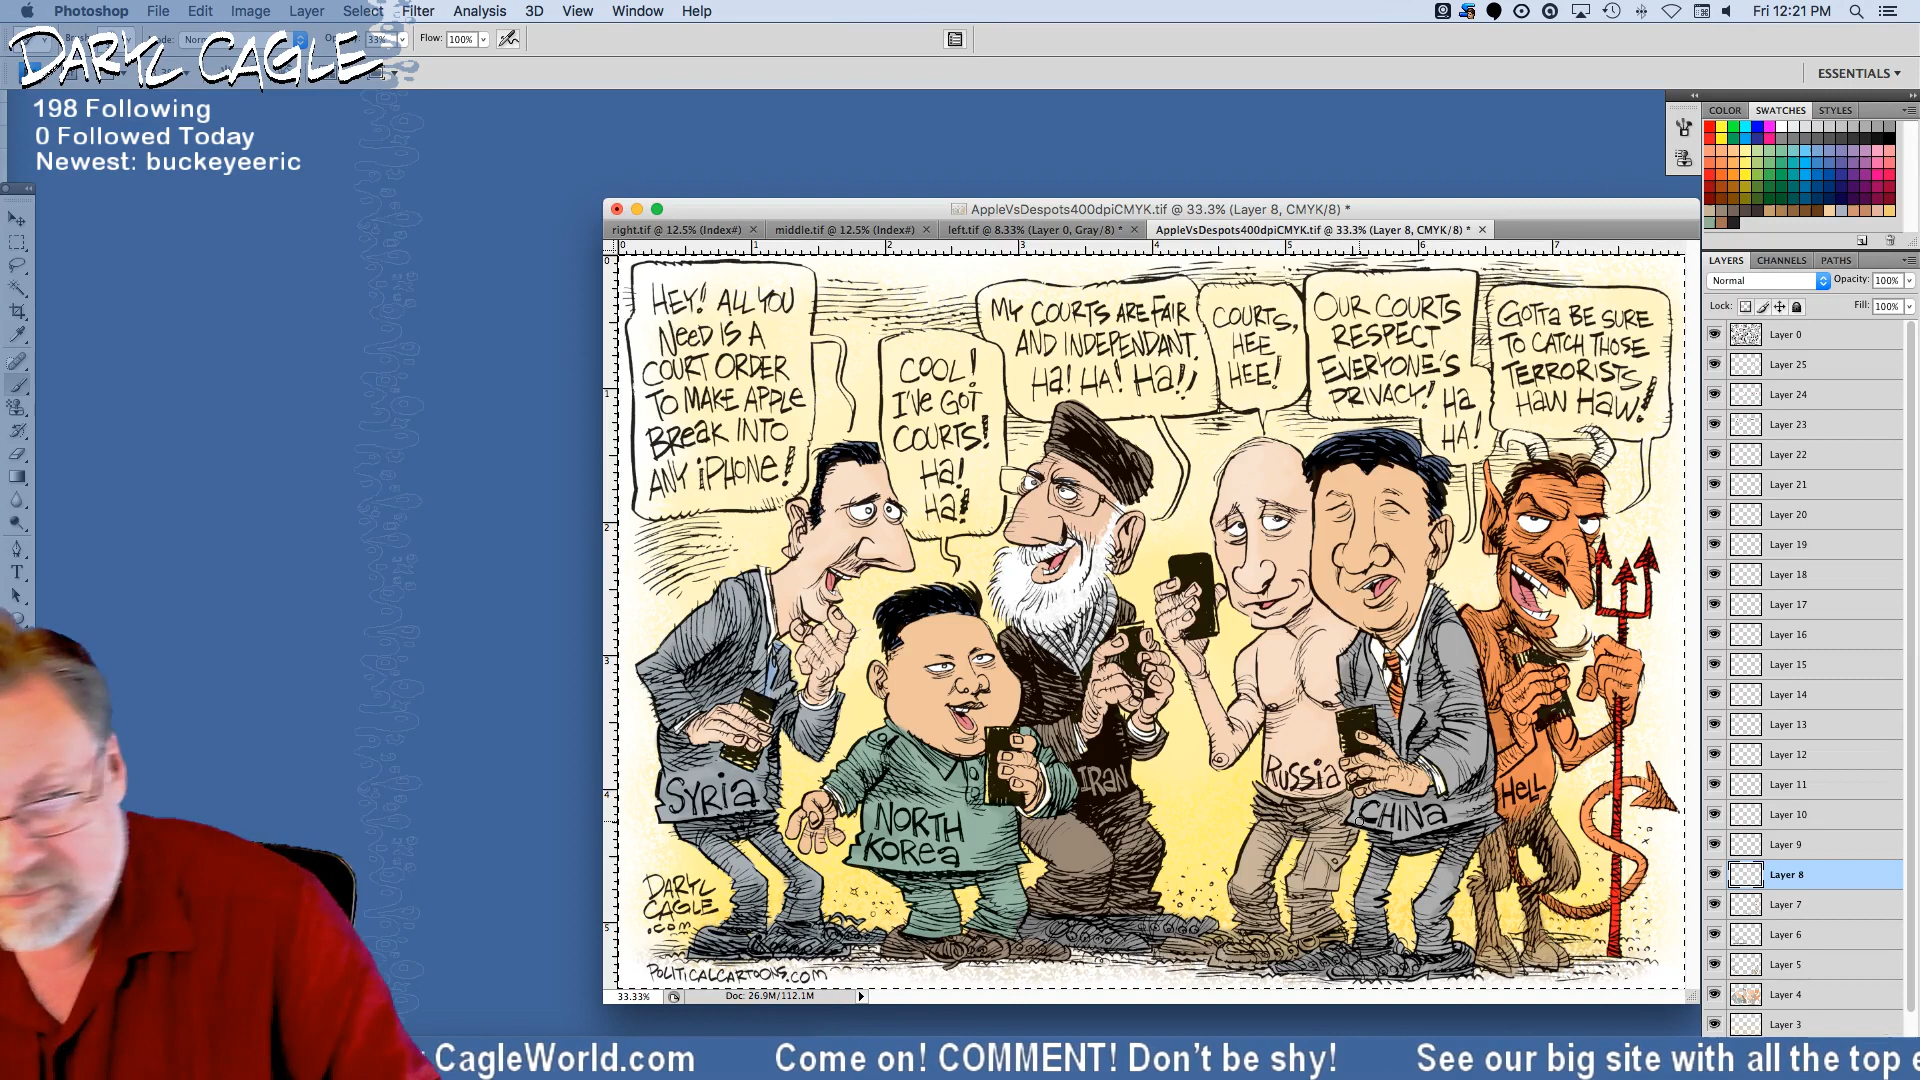 Photoshop File Edit Image Layer Select Filter Analysis 3D View Window Help
Fri 12:21 PM
33% Flow: 100%
ESSENTIALS
DARYL CAGLE
198 Following
0 Followed Today
Newest: buckeyeeric
AppleVsDespots400dpiCMYK.tif @ 33.3% (Layer 8, CMYK/8) *
right.tif @ 12.5% (Index#)
middle.tif @ 12.5% (Index#)
left.tif @ 8.33% (Layer 0, Gray/8) *
AppleVsDespots400dpiCMYK.tif @ 33.3% (Layer 8, CMYK/8) *
0 1 2 3 4 5 6 7
HEY! ALL YOU
NEED IS A
COURT ORDER
TO MAKE APPLE
BREAK INTO
ANY iPHONE!
COOL!
I'VE GOT
COURTS!
Ha!
Ha!
MY COURTS ARE FAIR
AND INDEPENDANT.
Ha! HA! Ha!
COURTS,
HEE
HEE!
OUR COURTS
RESPECT
EVERYONE'S
PRIVACY!
Ha
HA!
GOTTa BE SURE
TO CATCH THOSE
TERRORISTS
HaW HaW!
SYRIa
NORTH
KOREa
IRaN
RUSSIa
CHINa
HELL
DARYL
CAGLE
.COM
POLITICALCARTOONS.COM
33.33%
Doc: 26.9M/112.1M
COLOR SWATCHES STYLES
LAYERS CHANNELS PATHS
Normal Opacity: 100%
Lock: Fill: 100%
Layer 0
Layer 25
Layer 24
Layer 23
Layer 22
Layer 21
Layer 20
Layer 19
Layer 18
Layer 17
Layer 16
Layer 15
Layer 14
Layer 13
Layer 12
Layer 11
Layer 10
Layer 9
Layer 8
Layer 7
Layer 6
Layer 5
Layer 4
Layer 3
CagleWorld.com Come on! COMMENT! Don't be shy! See our big site with all the top